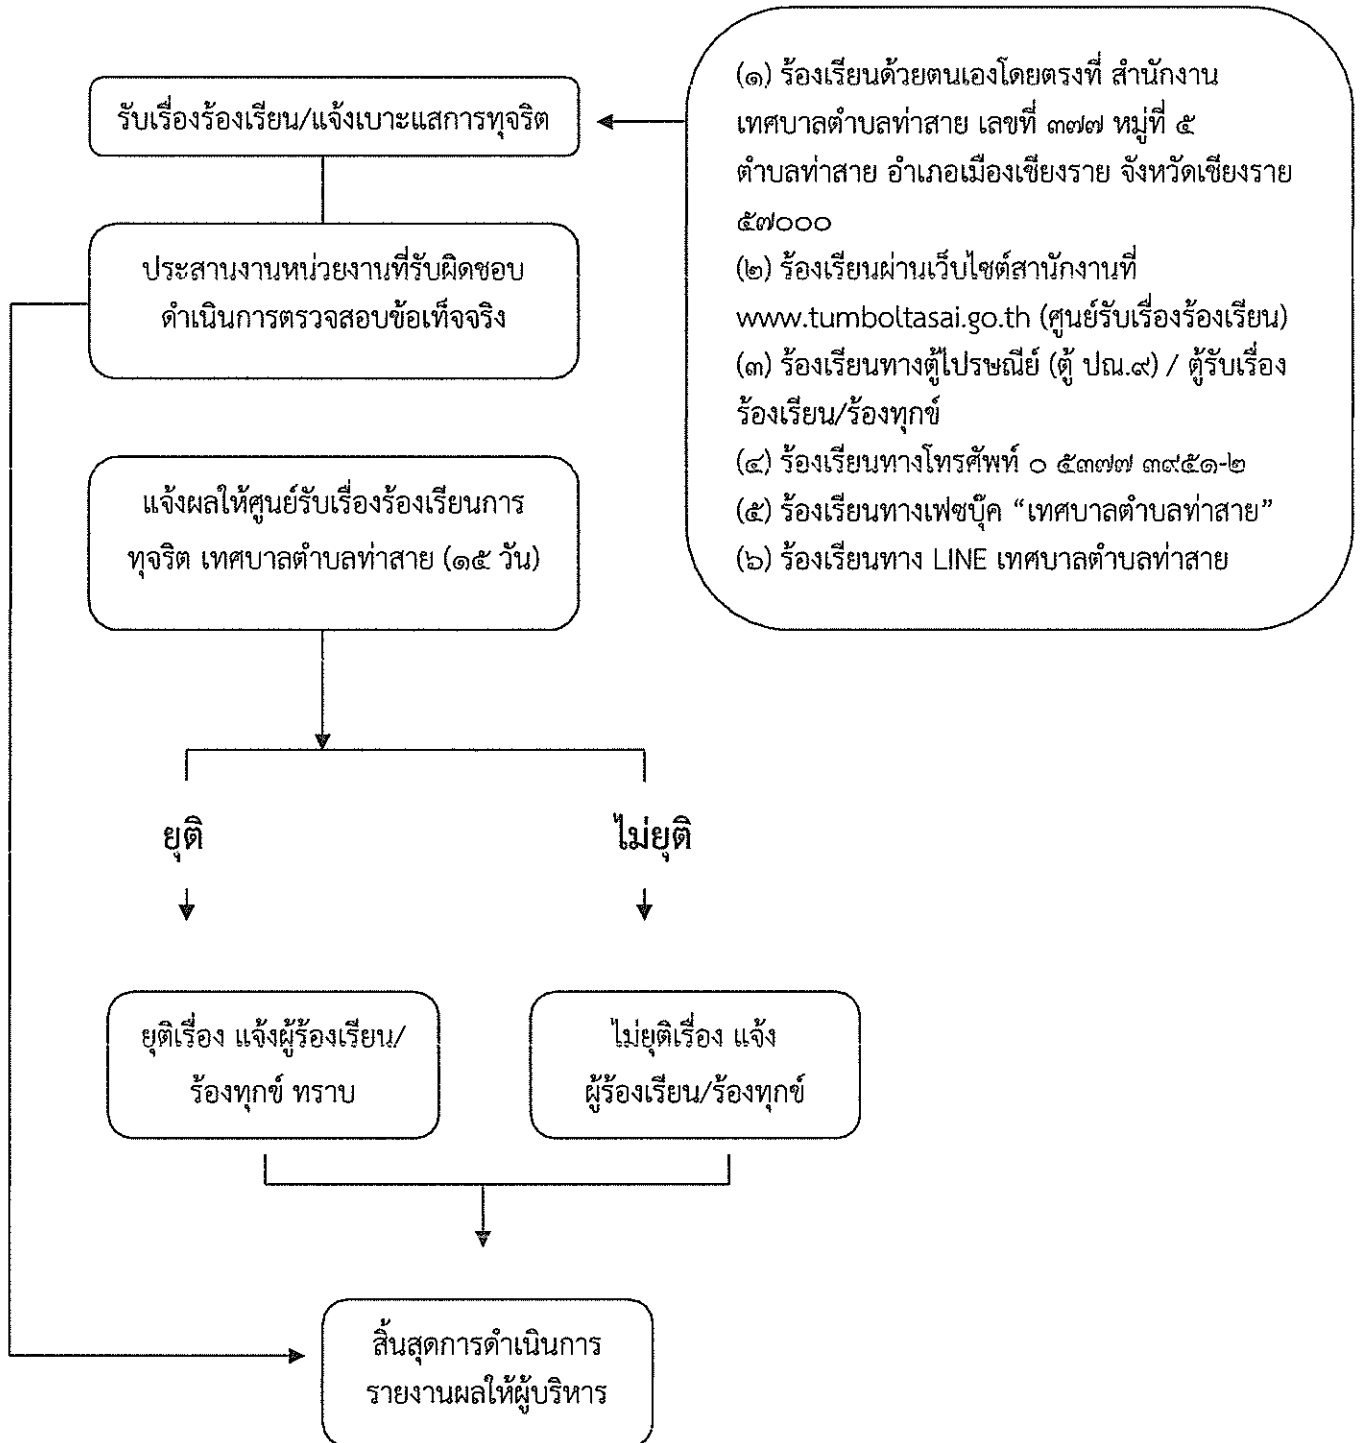 รับเรื่องร้องเรียน/แจ้งเบาะแสการทุจริต
(๑) ร้องเรียนด้วยตนเองโดยตรงที่ สำนักงาน
เทศบาลตำบลท่าสาย เลขที่ ๓๗๗ หมู่ที่ ๕
ตำบลท่าสาย อำเภอเมืองเชียงราย จังหวัดเชียงราย
๕๗๐๐๐
(๒) ร้องเรียนผ่านเว็บไซต์สานักงานที่
www.tumboltasai.go.th (ศูนย์รับเรื่องร้องเรียน)
(๓) ร้องเรียนทางตู้ไปรษณีย์ (ตู้ ปณ.๙) / ตู้รับเรื่อง
ร้องเรียน/ร้องทุกข์
(๔) ร้องเรียนทางโทรศัพท์ ๐ ๕๓๗๗ ๓๙๕๑-๒
(๕) ร้องเรียนทางเฟซบุ๊ค “เทศบาลตำบลท่าสาย”
(๖) ร้องเรียนทาง LINE เทศบาลตำบลท่าสาย
ประสานงานหน่วยงานที่รับผิดชอบ
ดำเนินการตรวจสอบข้อเท็จจริง
แจ้งผลให้ศูนย์รับเรื่องร้องเรียนการ
ทุจริต เทศบาลตำบลท่าสาย (๑๕ วัน)
ยุติ
ไม่ยุติ
ยุติเรื่อง แจ้งผู้ร้องเรียน/
ร้องทุกข์ ทราบ
ไม่ยุติเรื่อง แจ้ง
ผู้ร้องเรียน/ร้องทุกข์
สิ้นสุดการดำเนินการ
รายงานผลให้ผู้บริหาร